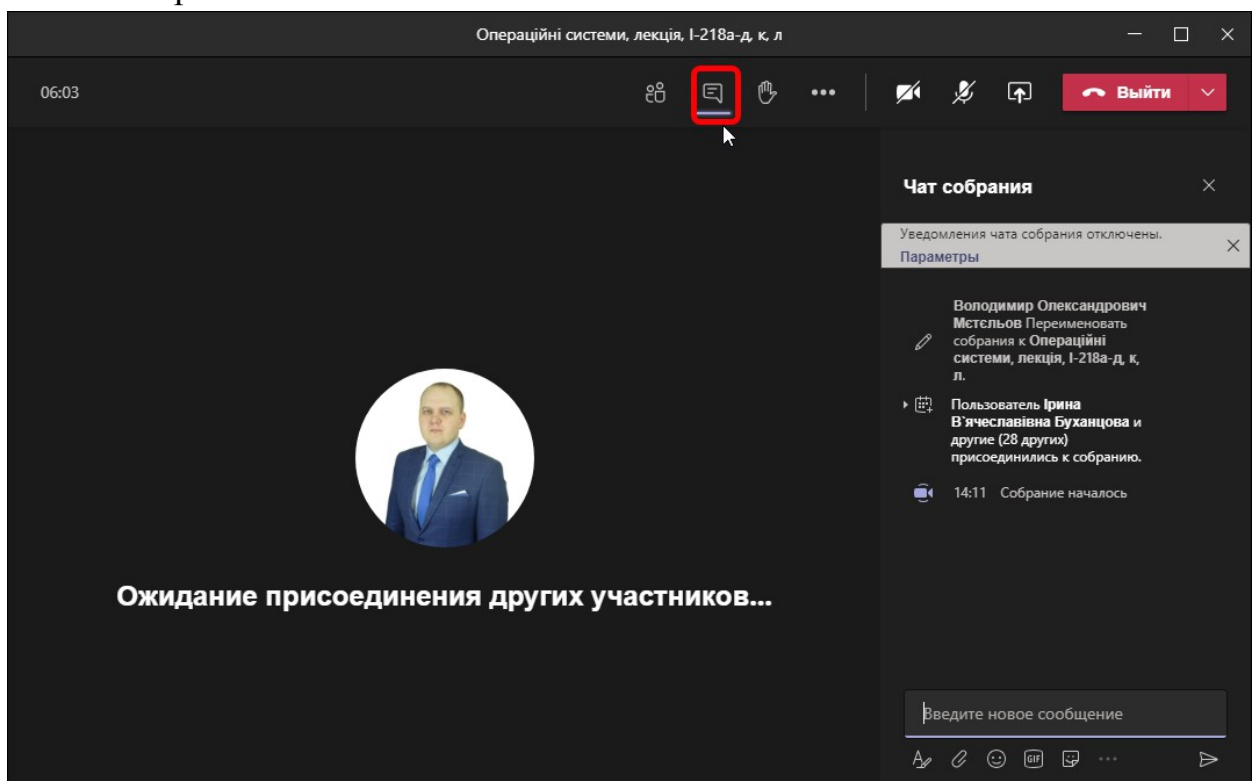 Операційні системи, лекція, І-218а-д, к, л
06:03
Выйти
Чат собрания
Уведомления чата собрания отключены.
Параметры
Володимир Олександрович
Мєтєльов Переименовать
собрания к Операційні
системи, лекція, І-218а-д, к,
л.
Пользователь Ірина
В`ячеславівна Буханцова и
другие (28 других)
присоединились к собранию.
14:11 Собрание началось
Ожидание присоединения других участников...
Введите новое сообщение
GIF